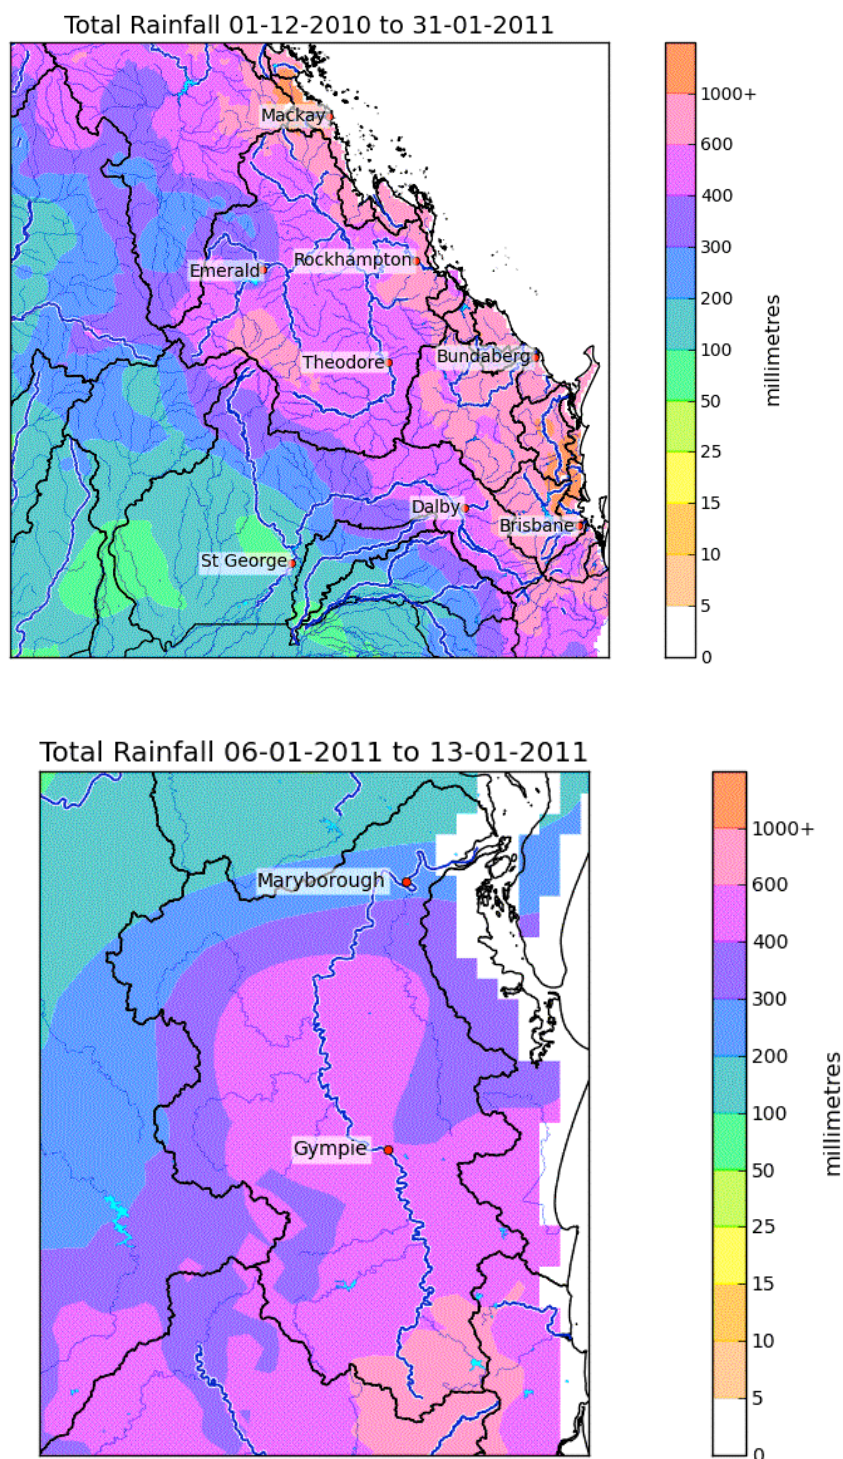 Total Rainfall 01-12-2010 to 31-01-2011
1000+
Mackay
600
400
300
Rockhampton
Emerald
200
millimetres
Bundaberg
Theodore
100
50
25
15
Dalby
Brisbane
10
St George
5
0
Total Rainfall 06-01-2011 to 13-01-2011
1000+
Maryborough
600
400
300
200
millimetres
100
Gympie
50
25
15
10
5
0